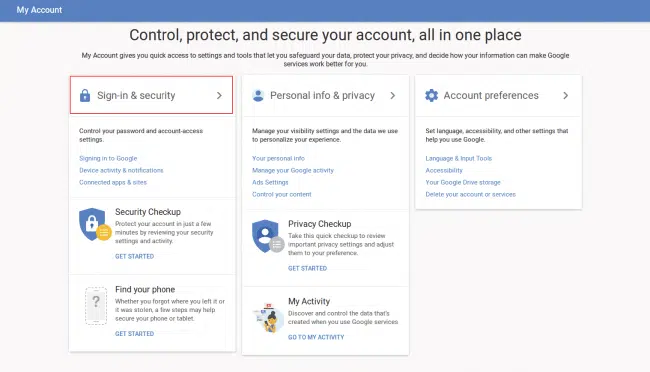 My Account
Control, protect, and secure your account, all in one place
My Account gives you quick access to settings and tools that let you safeguard your data, protect your privacy, and decide how your information can make Google
services work better for you.
Sign-in & security
Control your password and account-access
settings.
Signing in to Google
Device activity & notifications
Connected apps & sites
Security Checkup
Protect your account in just a few
minutes by reviewing your security
settings and activity.
GET STARTED
Find your phone
Whether you forgot where you left it or
it was stolen, a few steps may help
secure your phone or tablet.
GET STARTED
Personal info & privacy
Manage your visibility settings and the data we use
to personalize your experience.
Your personal info
Manage your Google activity
Ads Settings
Control your content
Privacy Checkup
Take this quick checkup to review
important privacy settings and adjust
them to your preference.
GET STARTED
My Activity
Discover and control the data that's
created when you use Google services
GO TO MY ACTIVITY
Account preferences
Set language, accessibility, and other settings that
help you use Google.
Language & Input Tools
Accessibility
Your Google Drive storage
Delete your account or services